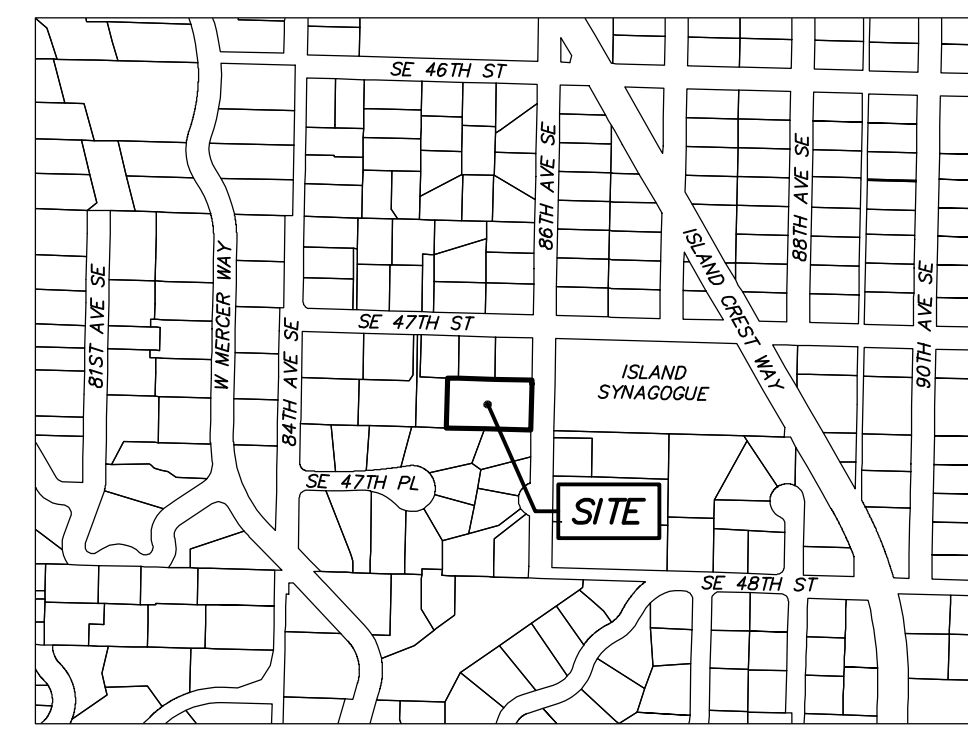 SE 46TH ST
86TH AVE SE
88TH AVE SE
ISLAND CREST WAY
W MERCER WAY
81ST AVE SE
90TH AVE SE
SE 47TH ST
84TH AVE SE
ISLAND
SYNAGOGUE
SE 47TH PL
SITE
SE 48TH ST